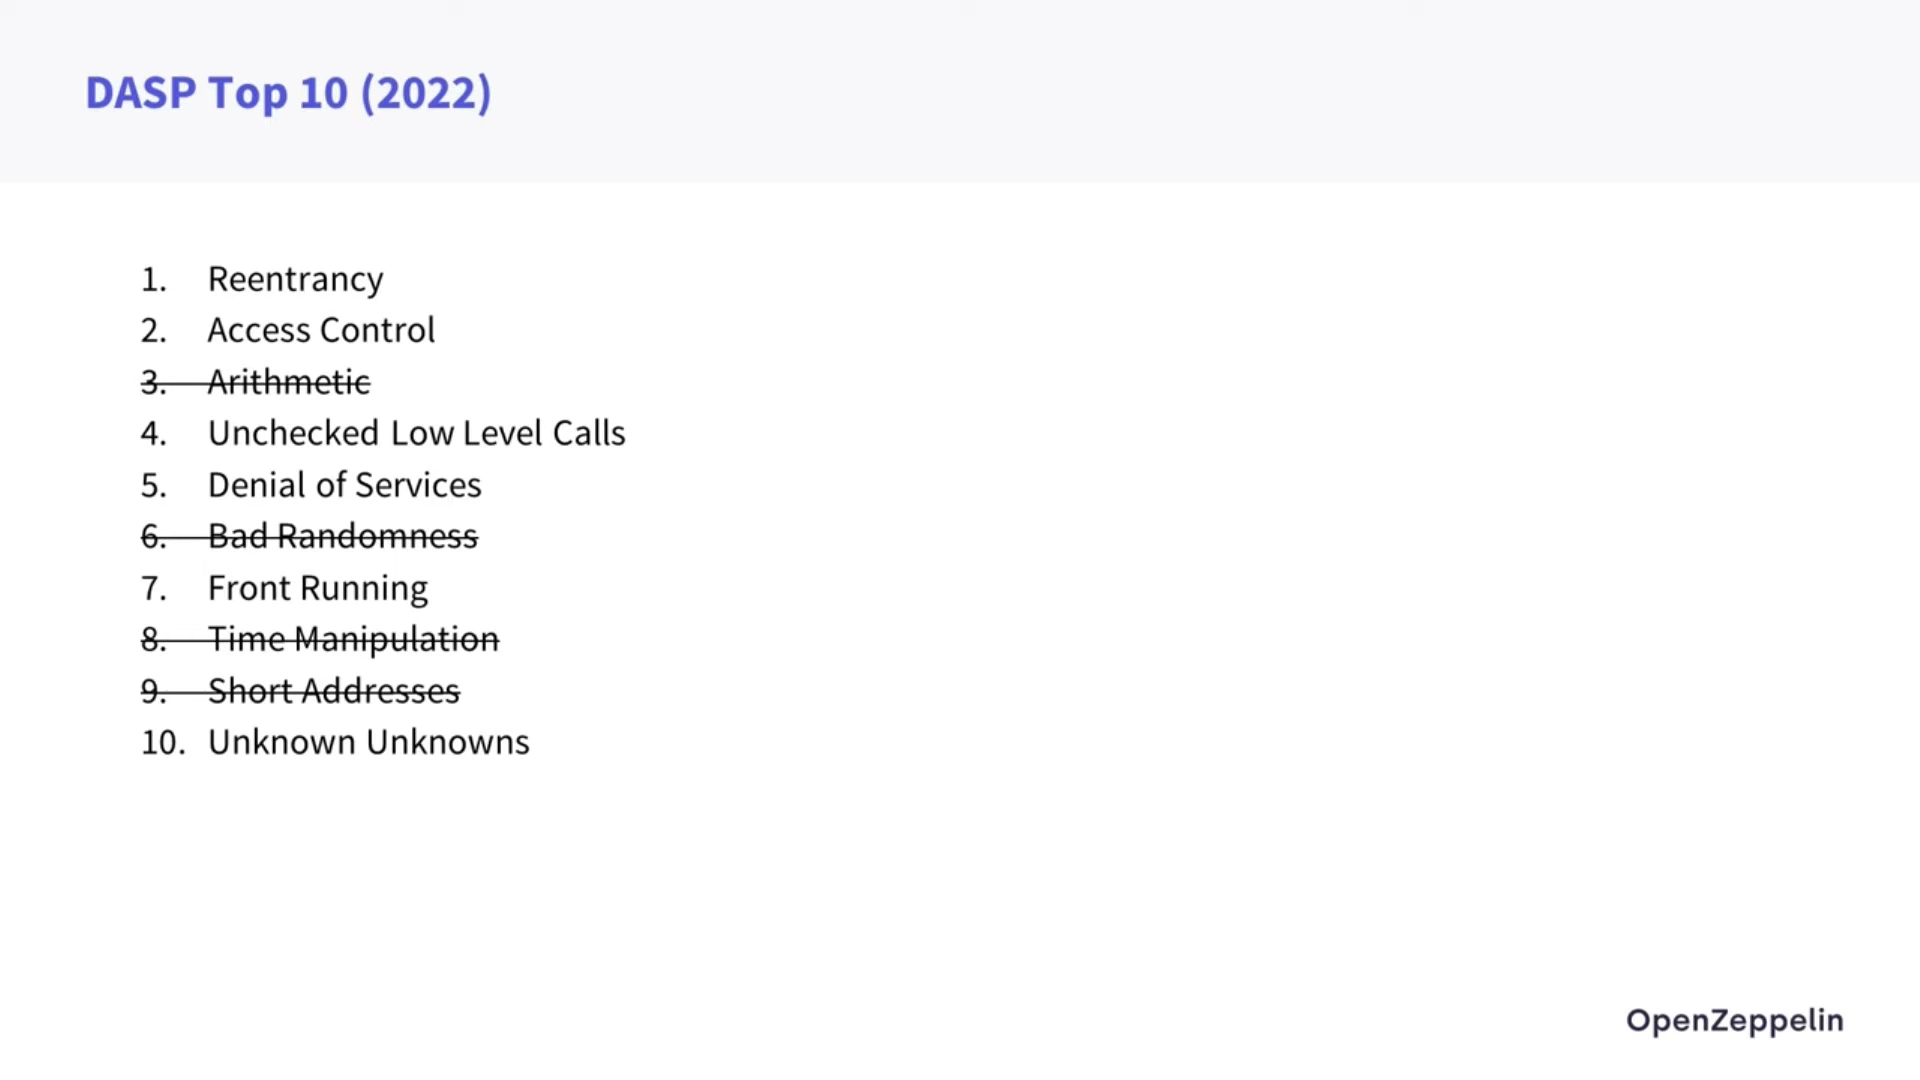 DASP Top 10 (2022)
1. Reentrancy
2. Access Control
3. Arithmetic
4. Unchecked Low Level Calls
5. Denial of Services
6. Bad Randomness
7. Front Running
8. Time Manipulation
9. Short Addresses
10. Unknown Unknowns
OpenZeppelin